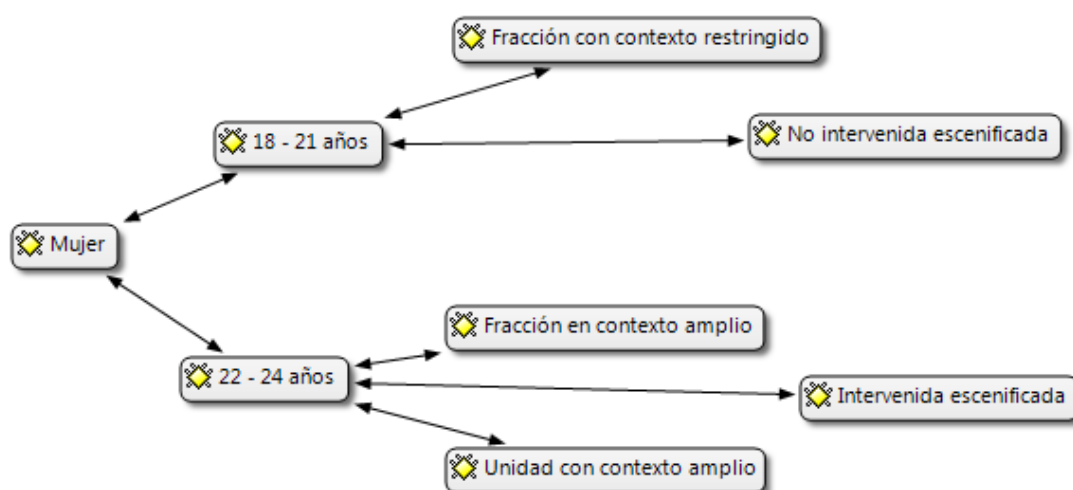 Fracción con contexto restringido
No intervenida escenificada
18 - 21 años
Mujer
Fracción en contexto amplio
22 - 24 años
Intervenida escenificada
Unidad con contexto amplio